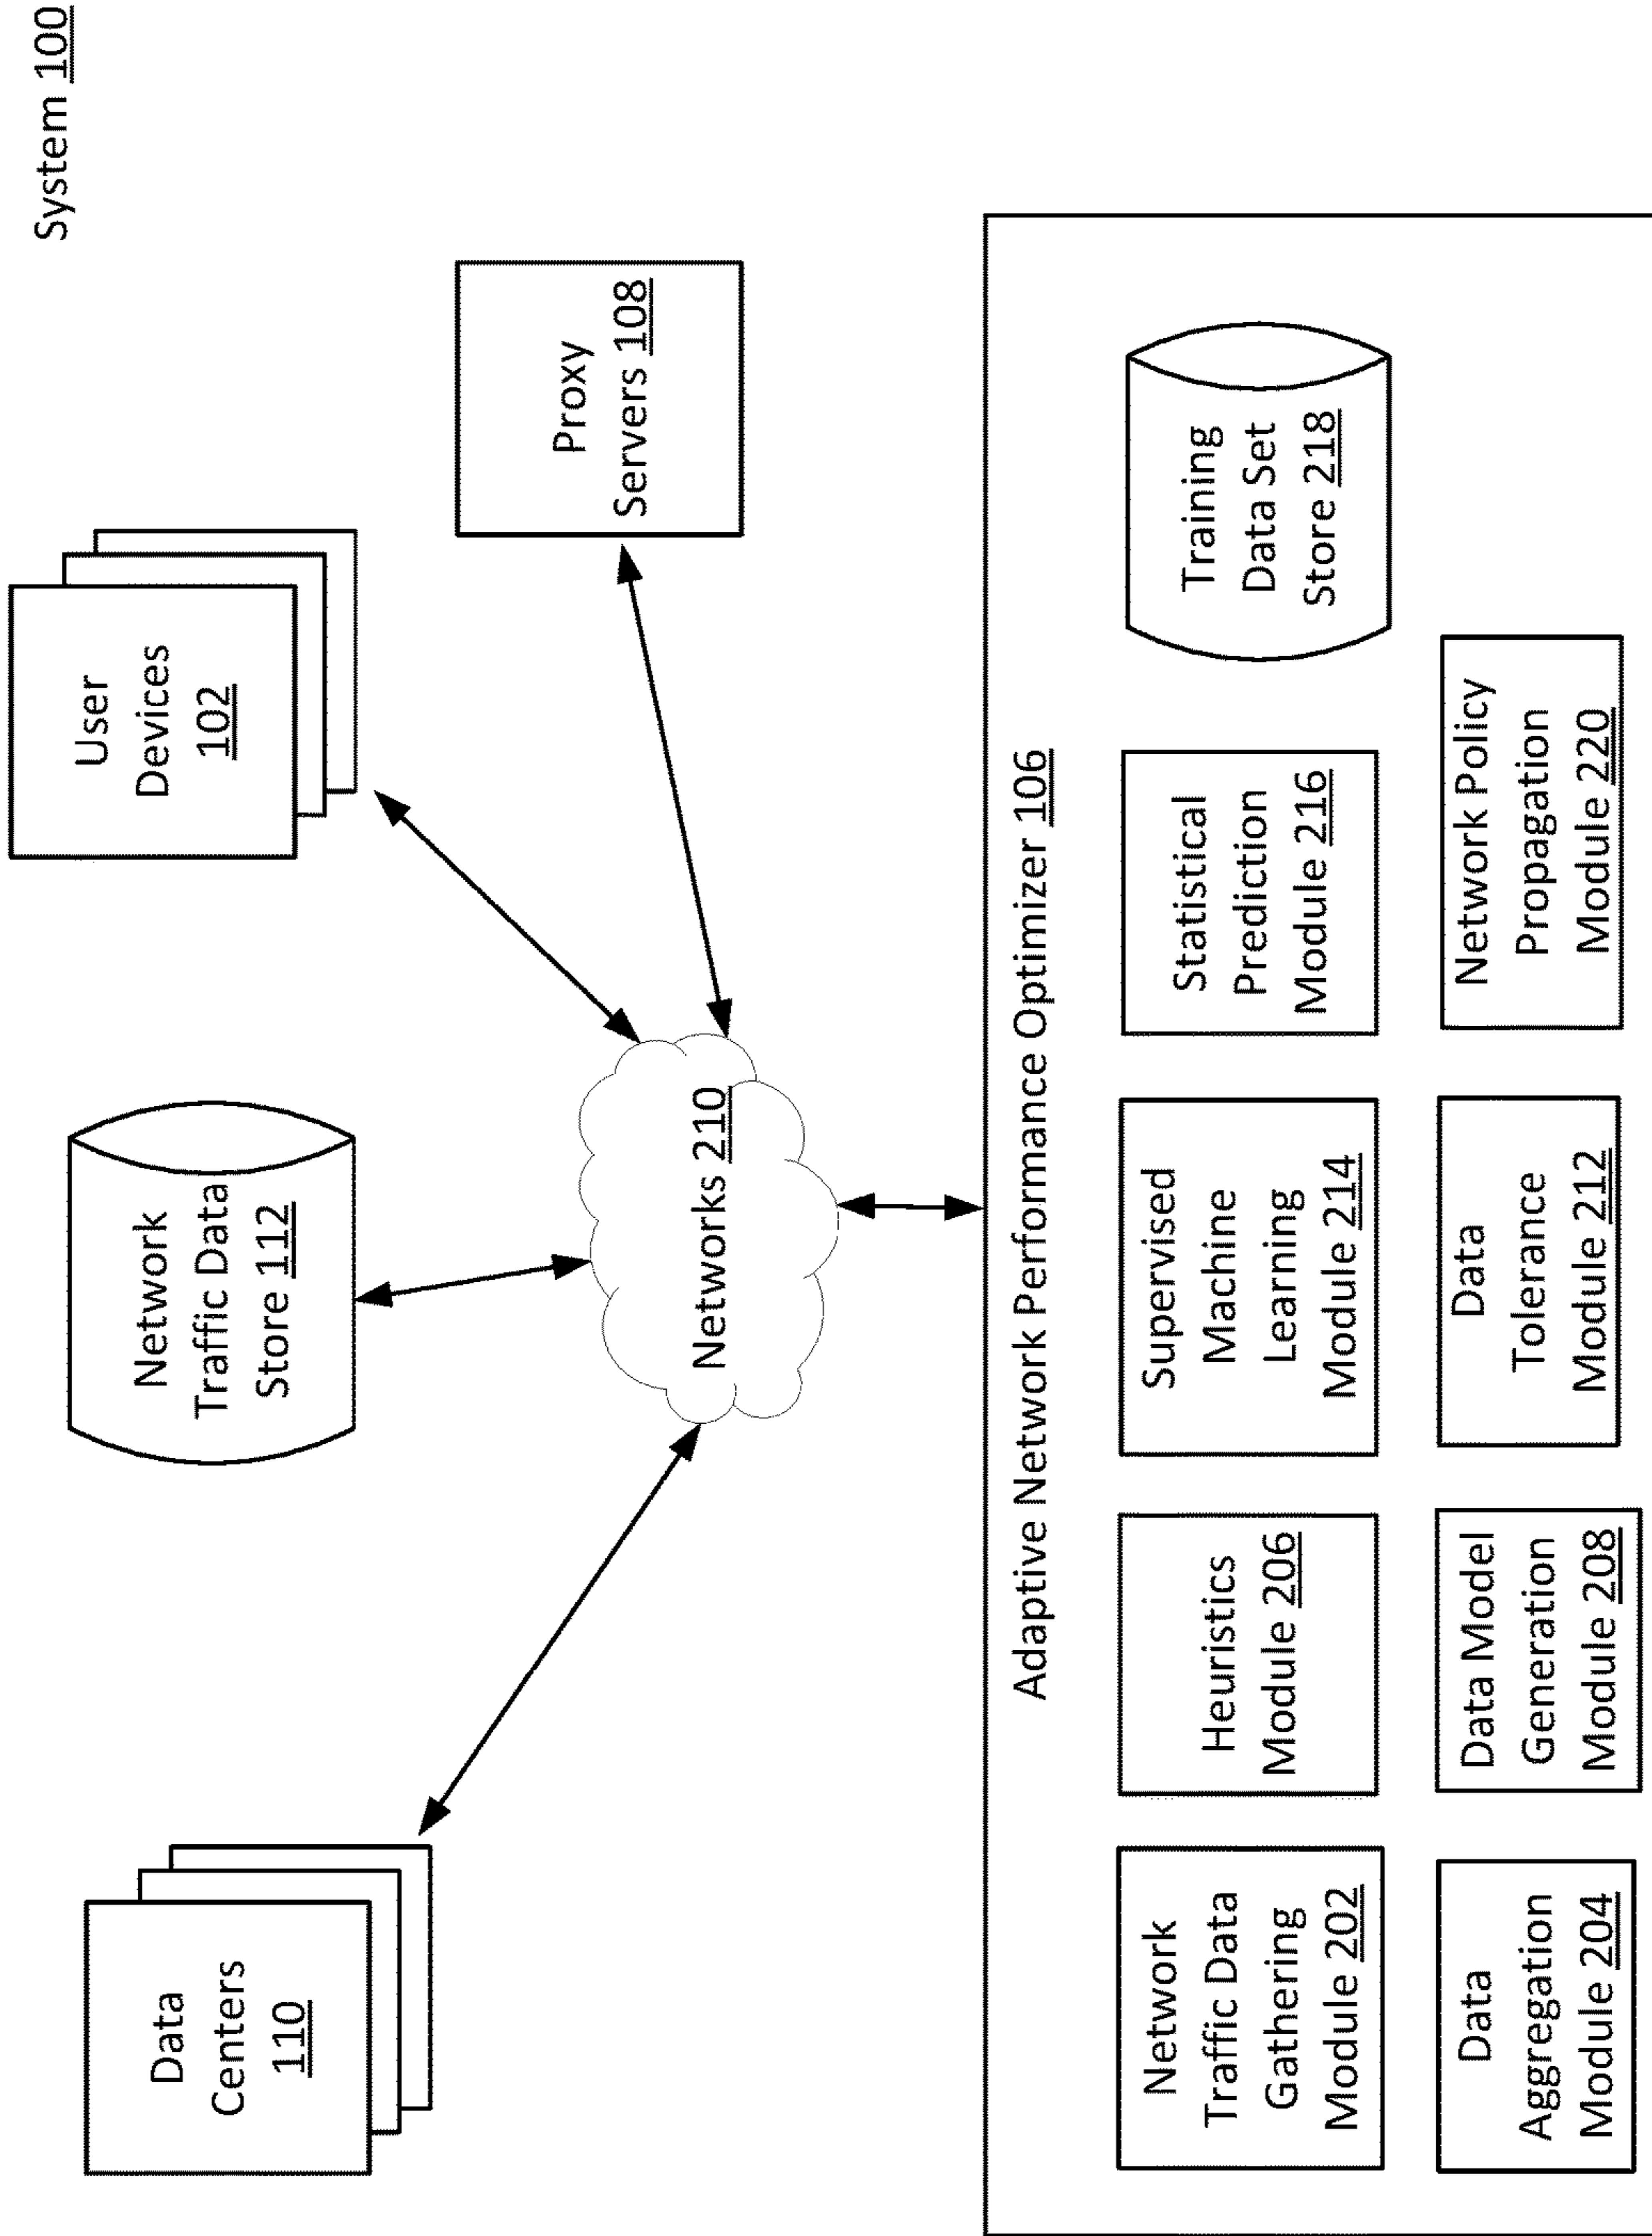 System 100
Data
Centers
110
Network
Traffic Data
Store 112
User
Devices
102
Proxy
Servers 108
Networks 210
Adaptive Network Performance Optimizer 106
Network
Traffic Data
Gathering
Module 202
Heuristics
Module 206
Supervised
Machine
Learning
Module 214
Statistical
Prediction
Module 216
Training
Data Set
Store 218
Data
Aggregation
Module 204
Data Model
Generation
Module 208
Data
Tolerance
Module 212
Network Policy
Propagation
Module 220